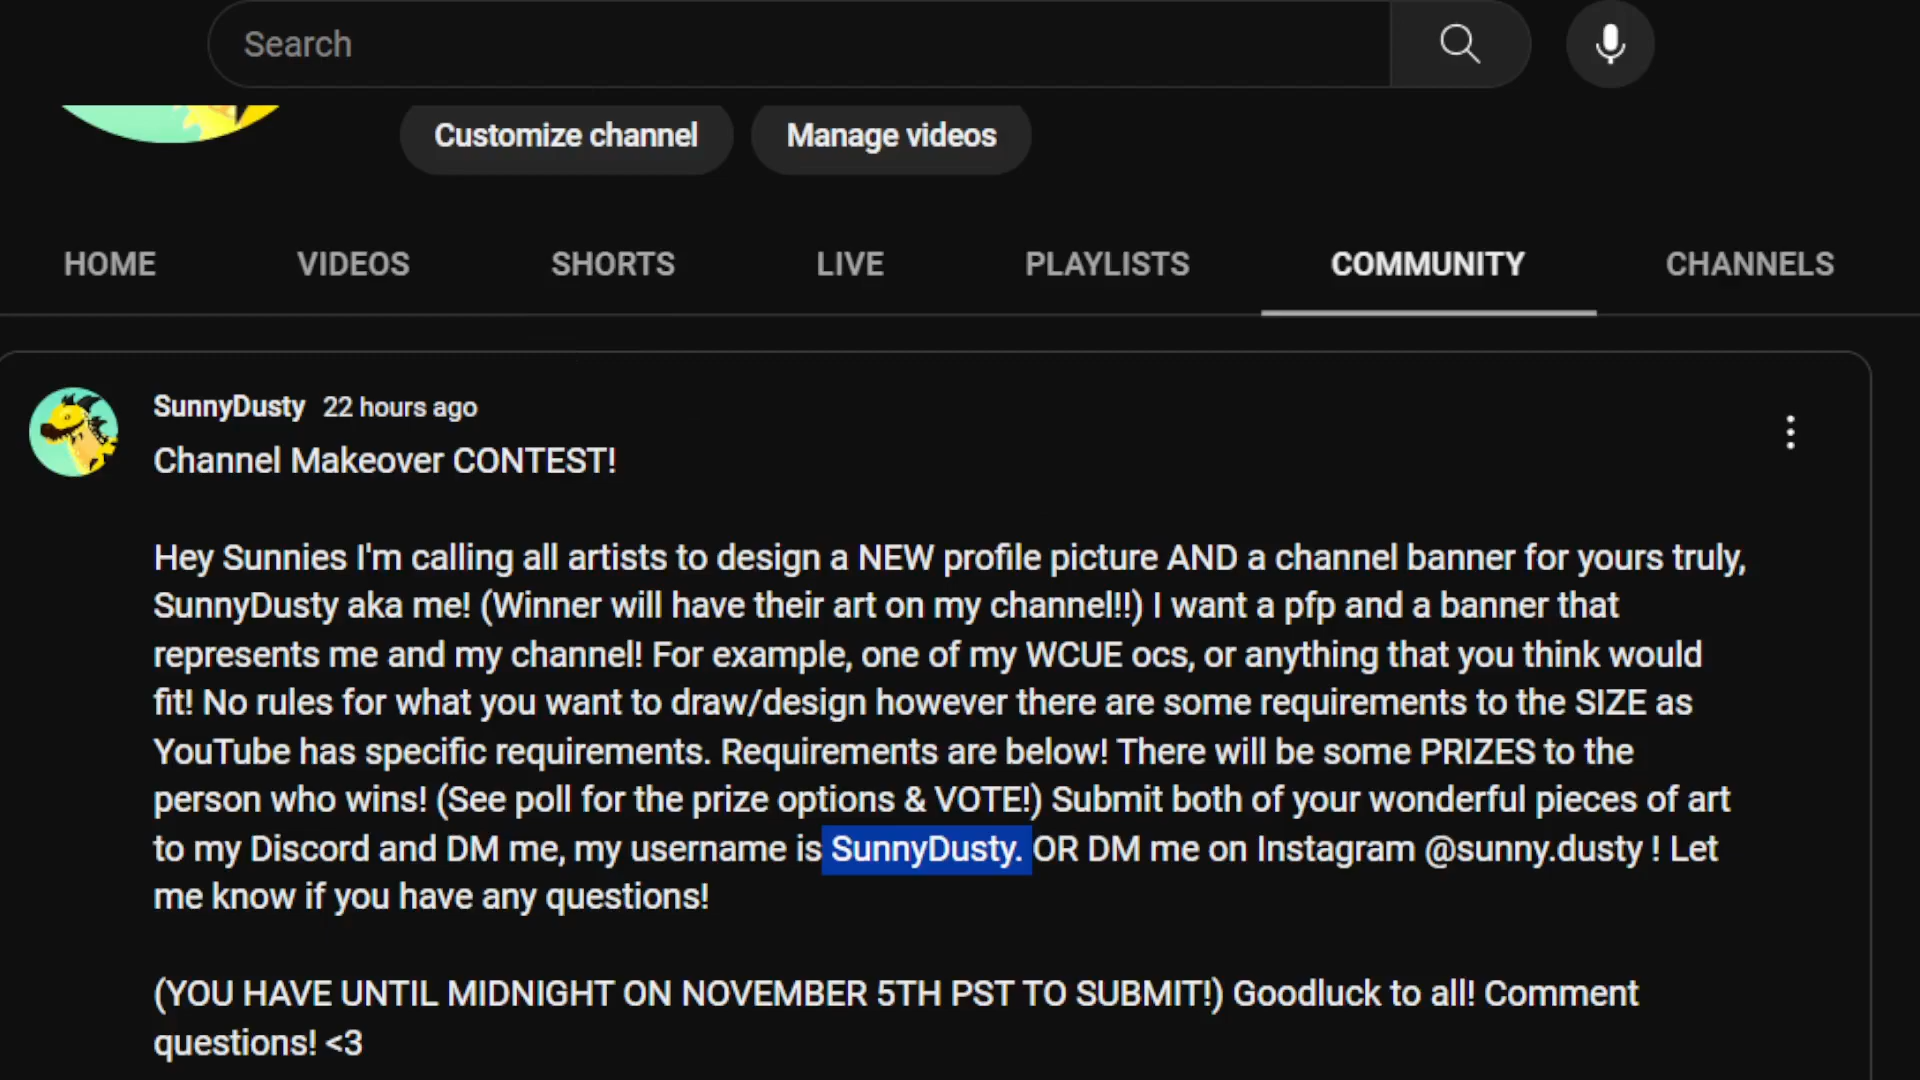 Search
Customize channel
Manage videos
HOME
VIDEOS
SHORTS
LIVE
PLAYLISTS
COMMUNITY
CHANNELS
SunnyDusty 22 hours ago
Channel Makeover CONTEST!
Hey Sunnies I'm calling all artists to design a NEW profile picture AND a channel banner for yours truly,
SunnyDusty aka me! (Winner will have their art on my channel!!) I want a pfp and a banner that
represents me and my channel! For example, one of my WCUE ocs, or anything that you think would
fit! No rules for what you want to draw/design however there are some requirements to the SIZE as
YouTube has specific requirements. Requirements are below! There will be some PRIZES to the
person who wins! (See poll for the prize options & VOTE!) Submit both of your wonderful pieces of art
to my Discord and DM me, my username is SunnyDusty. OR DM me on Instagram @sunny.dusty ! Let
me know if you have any questions!
(YOU HAVE UNTIL MIDNIGHT ON NOVEMBER 5TH PST TO SUBMIT!) Goodluck to all! Comment
questions! <3